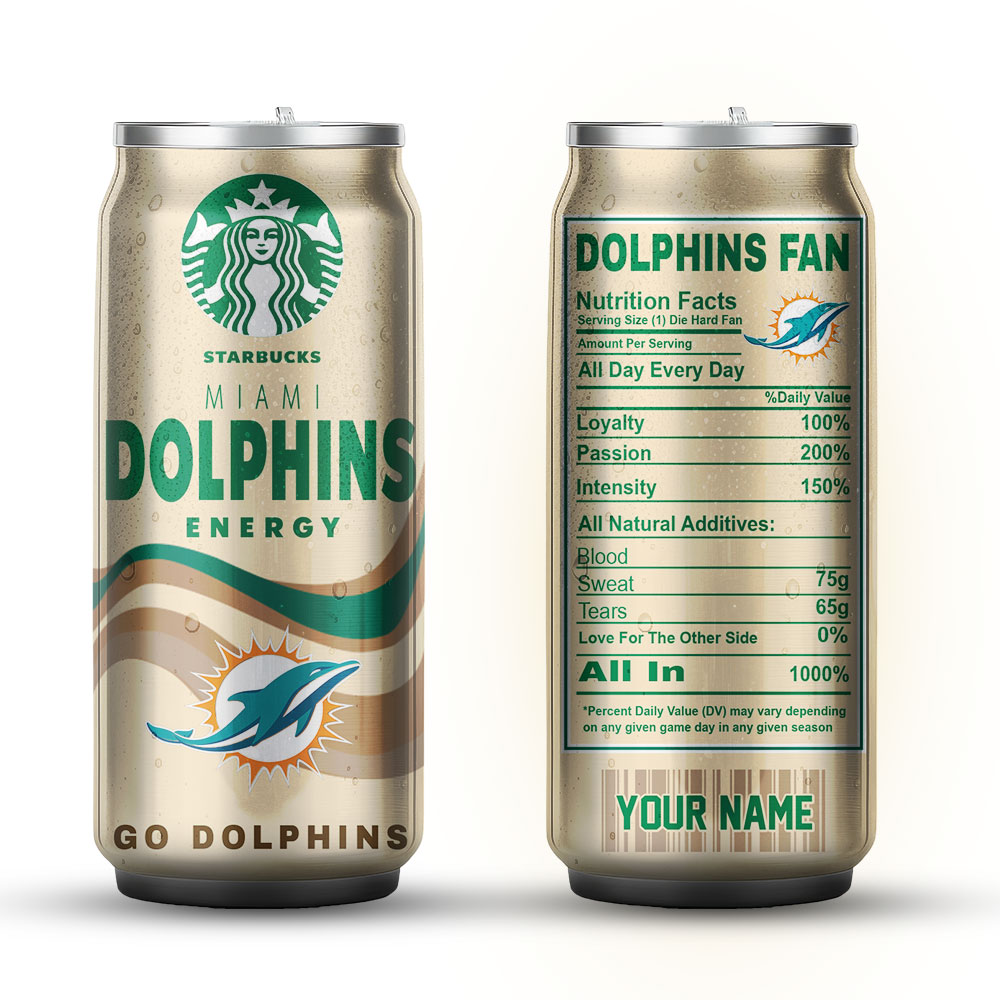 STARBUCKS
MIAMI
DOLPHINS
ENERGY
GO DOLPHINS
DOLPHINS FAN
Nutrition Facts
Serving Size (1) Die Hard Fan
Amount Per Serving
All Day Every Day
%Daily Value
Loyalty 100%
Passion 200%
Intensity 150%
All Natural Additives:
Blood
Sweat 75g
Tears 65g
Love For The Other Side 0%
All In 1000%
*Percent Daily Value (DV) may vary depending
on any given game day in any given season
YOUR NAME